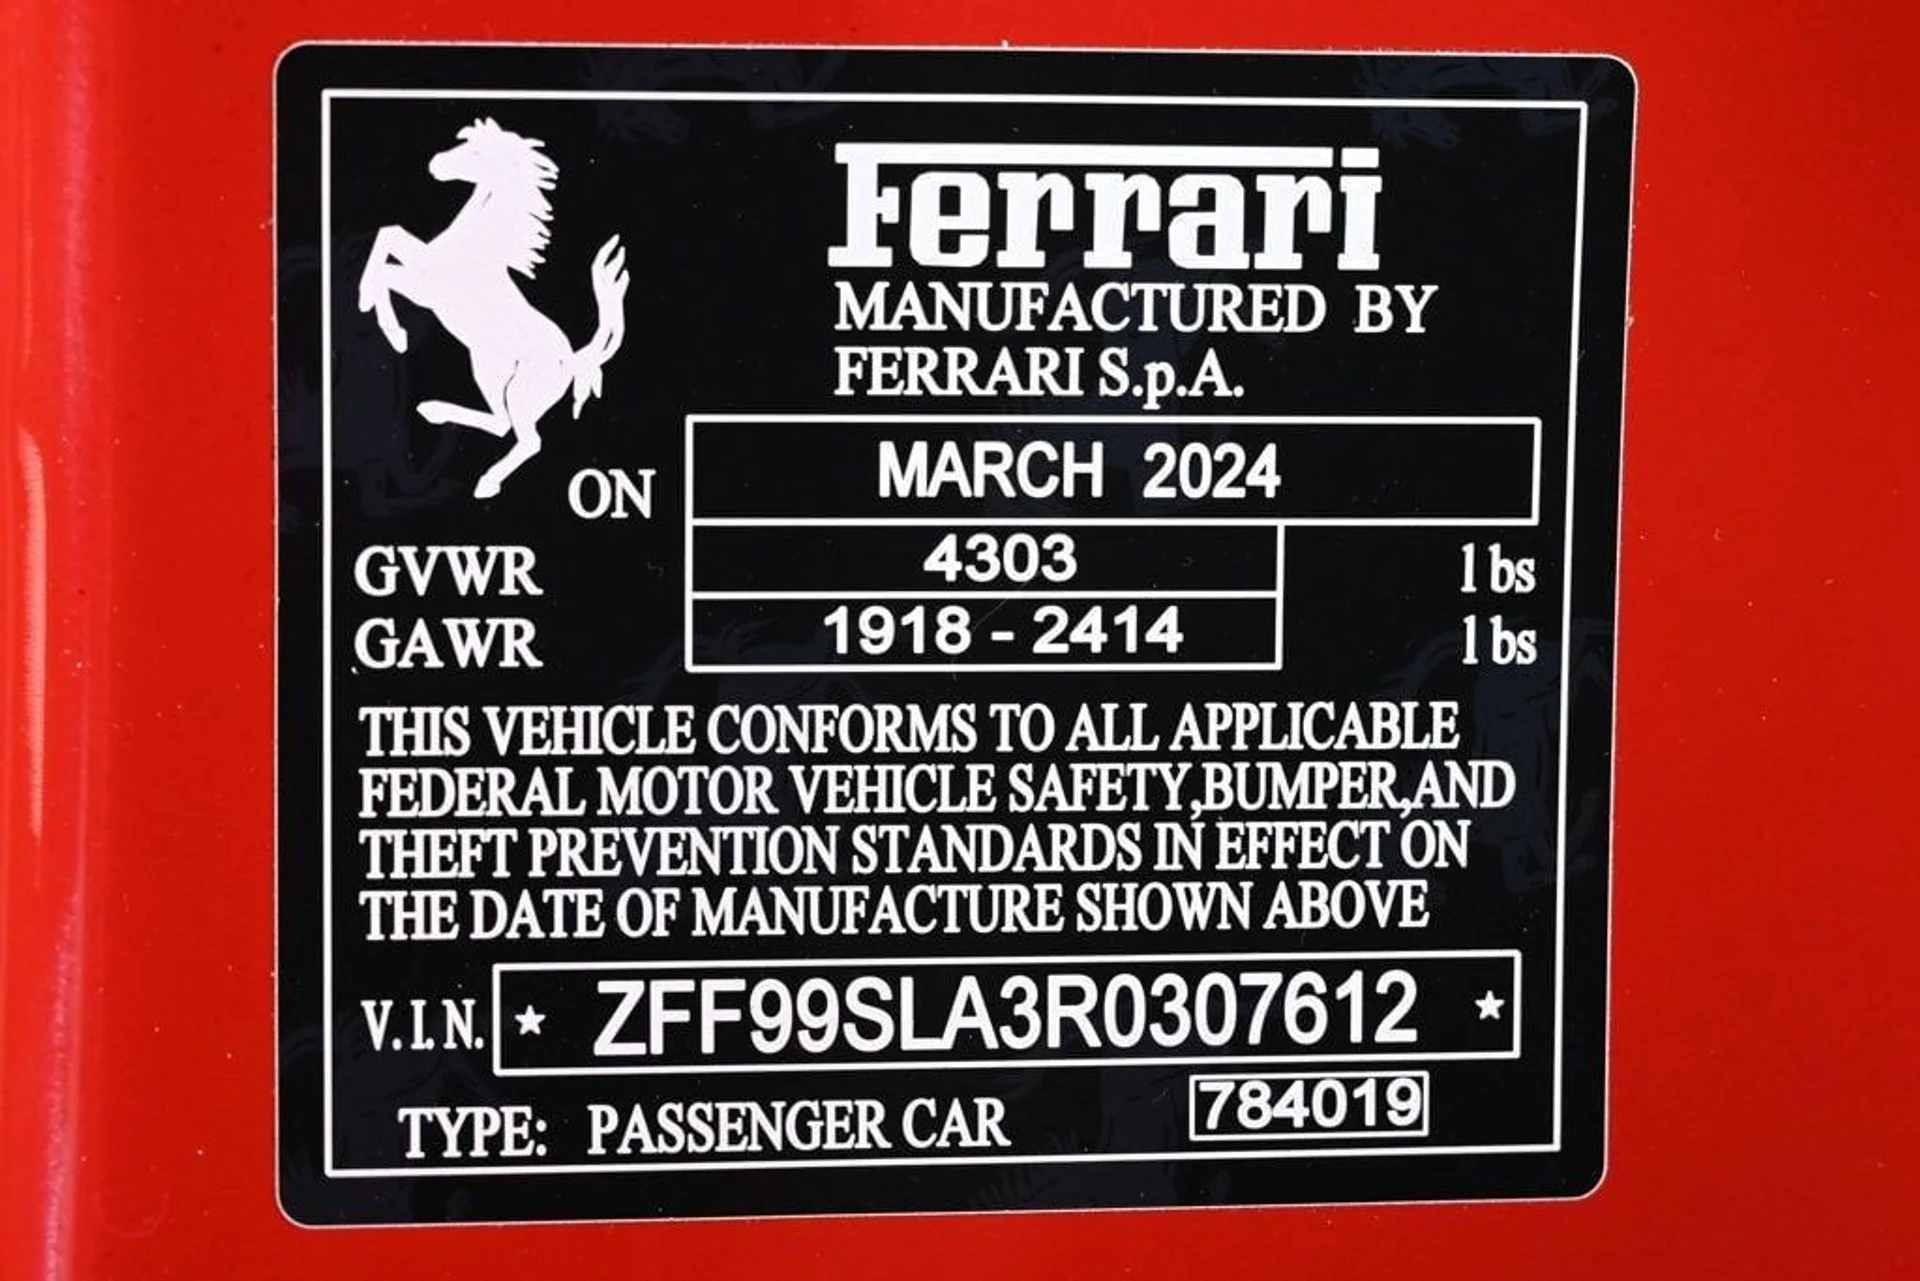 Ferrari
MANUFACTURED BY
FERRARI S.p.A.
ON MARCH 2024
GVWR 4303 lbs
GAWR 1918 - 2414 lbs
THIS VEHICLE CONFORMS TO ALL APPLICABLE
FEDERAL MOTOR VEHICLE SAFETY,BUMPER,AND
THEFT PREVENTION STANDARDS IN EFFECT ON
THE DATE OF MANUFACTURE SHOWN ABOVE
V.I.N. ★ ZFF99SLA3R0307612 ★
TYPE: PASSENGER CAR 784019